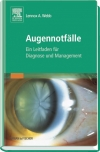 Lennox A. Webb
Augennotfälle
Ein Leitfaden für
Diagnose und Management